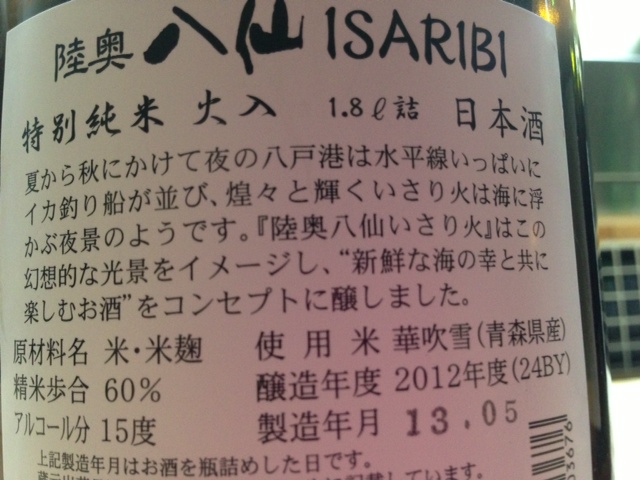 陸奥 八仙 ISARIBI
特別純米 火入 1.8ℓ詰 日本酒
夏から秋にかけて夜の八戸港は水平線いっぱいに
イカ釣り船が並び、煌々と輝くいさり火は海に浮
かぶ夜景のようです。『陸奥八仙いさり火』はこの
幻想的な光景をイメージし、“新鮮な海の幸と共に
楽しむお酒”をコンセプトに醸しました。
原材料名 米・米麹 使用米 華吹雪(青森県産)
精米歩合 60% 醸造年度 2012年度(24BY)
アルコール分 15度 製造年月 13.05
上記製造年月はお酒を瓶詰めした日です。